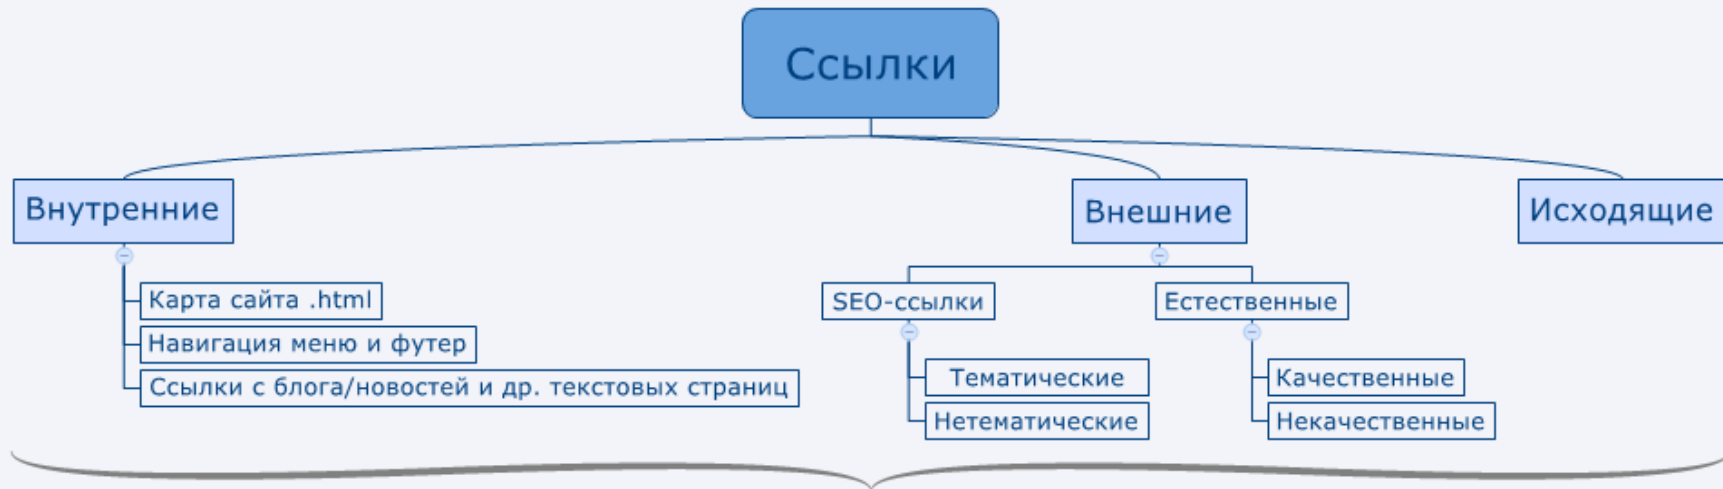 Ссылки
Внутренние
Внешние
Исходящие
Карта сайта .html
SEO-ссылки
Естественные
Навигация меню и футер
Ссылки с блога/новостей и др. текстовых страниц
Тематические
Качественные
Нетематические
Некачественные